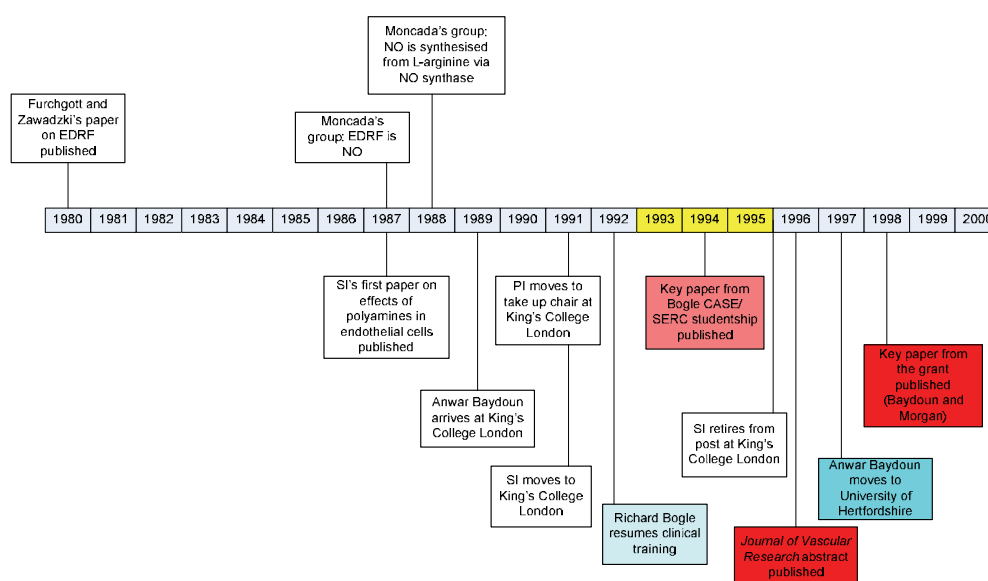 Moncada's group:
NO is synthesised
from L-arginine via
NO synthase
Furchgott and
Zawadzki's paper
on EDRF
published
Moncada's
group: EDRF is
NO
1980 1981 1982 1983 1984 1985 1986 1987 1988 1989 1990 1991 1992 1993 1994 1995 1996 1997 1998 1999 2000
SI's first paper on
effects of
polyamines in
endothelial cells
published
PI moves to
take up chair at
King's College
London
Key paper from
Bogle CASE/
SERC studentship
published
Key paper from
the grant
published
(Baydoun and
Morgan)
Anwar Baydoun
arrives at King's
College London
SI retires from
post at King's
College London
SI moves to
King's College
London
Anwar Baydoun
moves to
University of
Hertfordshire
Richard Bogle
resumes clinical
training
Journal of Vascular
Research abstract
published